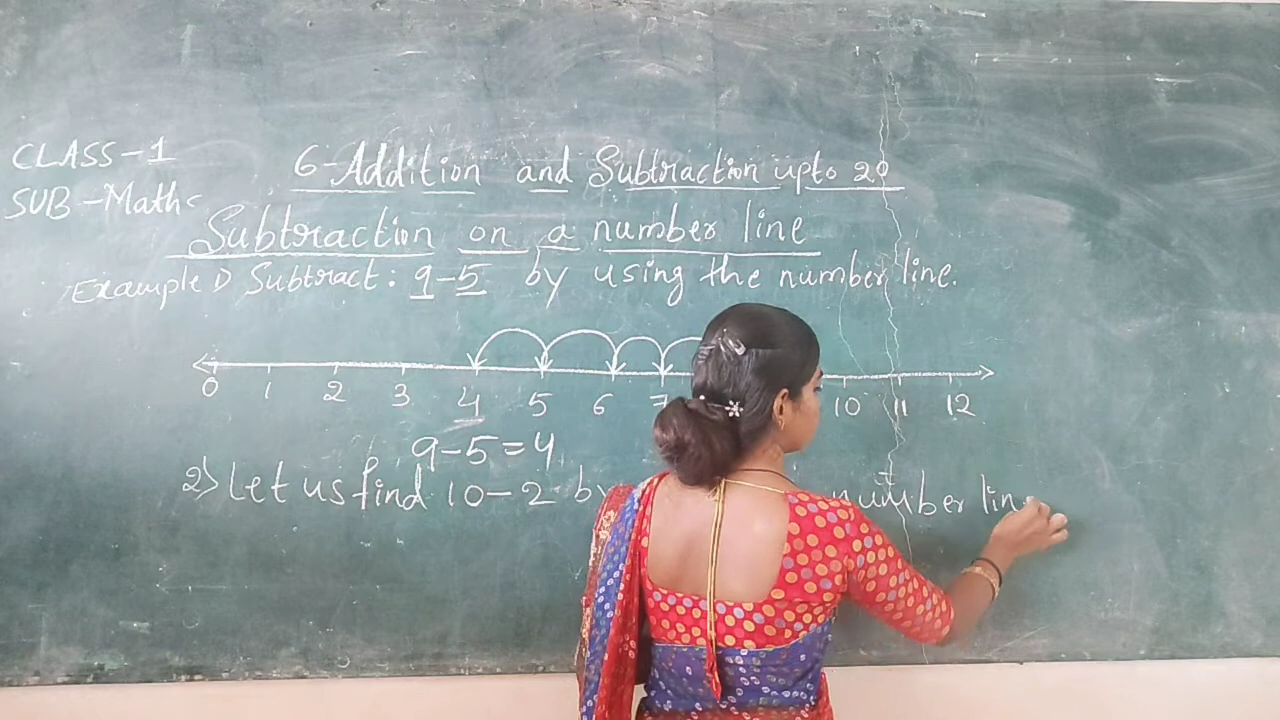 CLASS-1
SUB-Maths
6-Addition and Subtraction upto 20
Subtraction on a number line
Example 1) Subtract: 9-5 by using the number line.
0 1 2 3 4 5 6 7 10 11 12
9-5=4
2) Let us find 10-2 by number lin